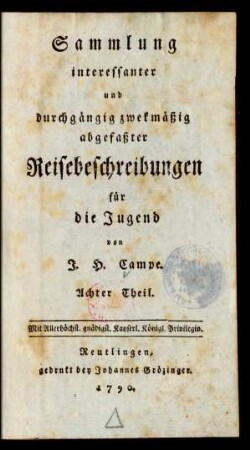 Sammlung
interessanter
und
durchgängig zwekmäßig
abgefaßter
Reisebeschreibungen
für
die Jugend
von
J. H. Campe.
Achter Theil.
Mit Allerhöchst. gnädigst. Kayserl. Königl. Privilegio.
Reutlingen,
gedrukt bey Johannes Grözinger.
1790.